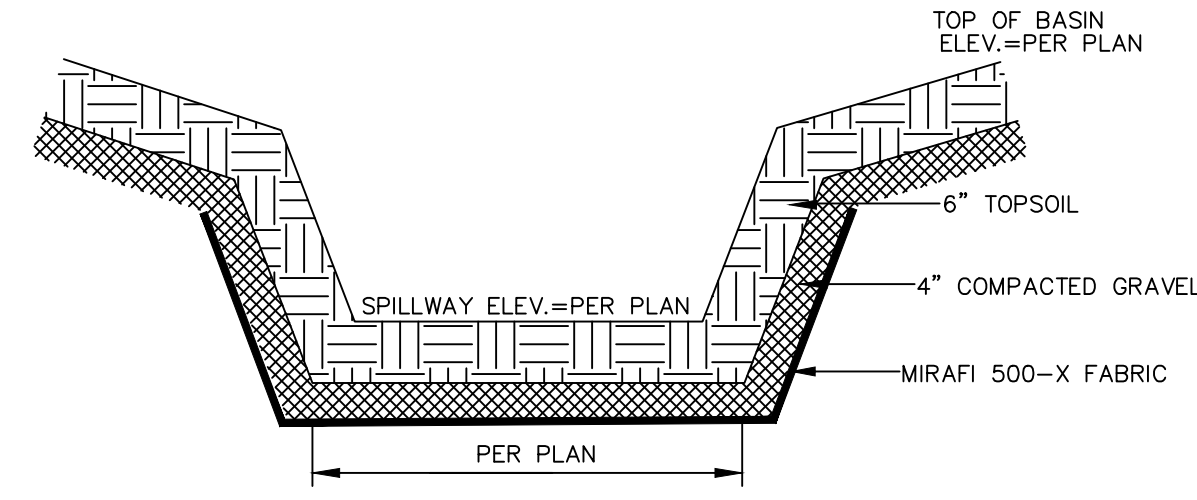 TOP OF BASIN
ELEV.=PER PLAN
6" TOPSOIL
4" COMPACTED GRAVEL
SPILLWAY ELEV.=PER PLAN
MIRAFI 500-X FABRIC
PER PLAN